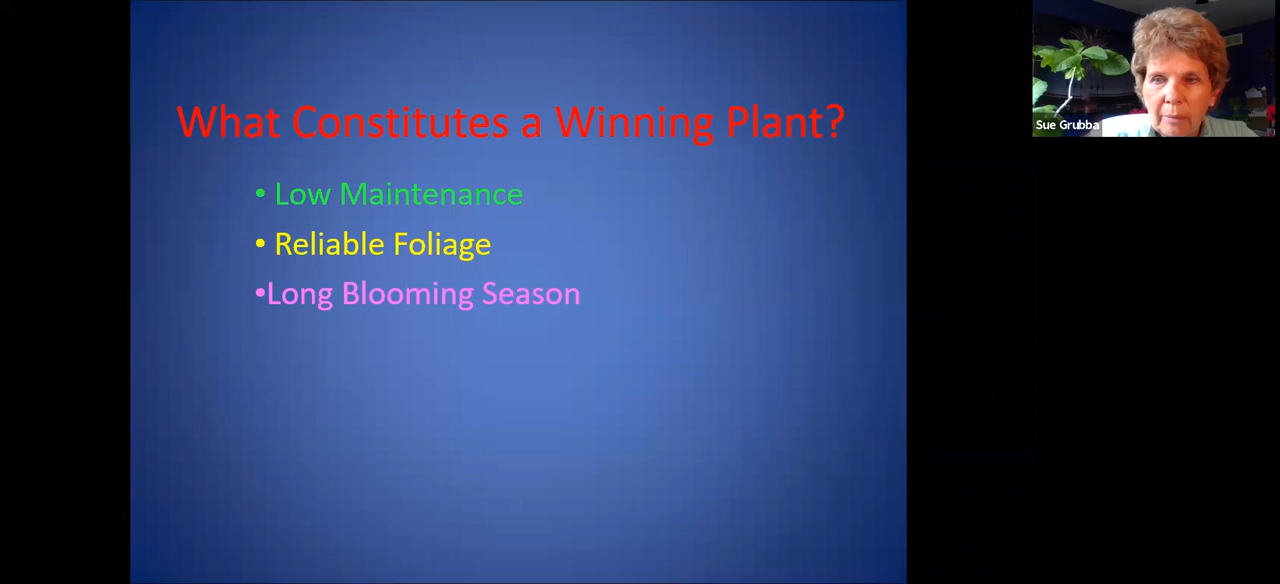 What Constitutes a Winning Plant?
• Low Maintenance
• Reliable Foliage
•Long Blooming Season
Sue Grubba